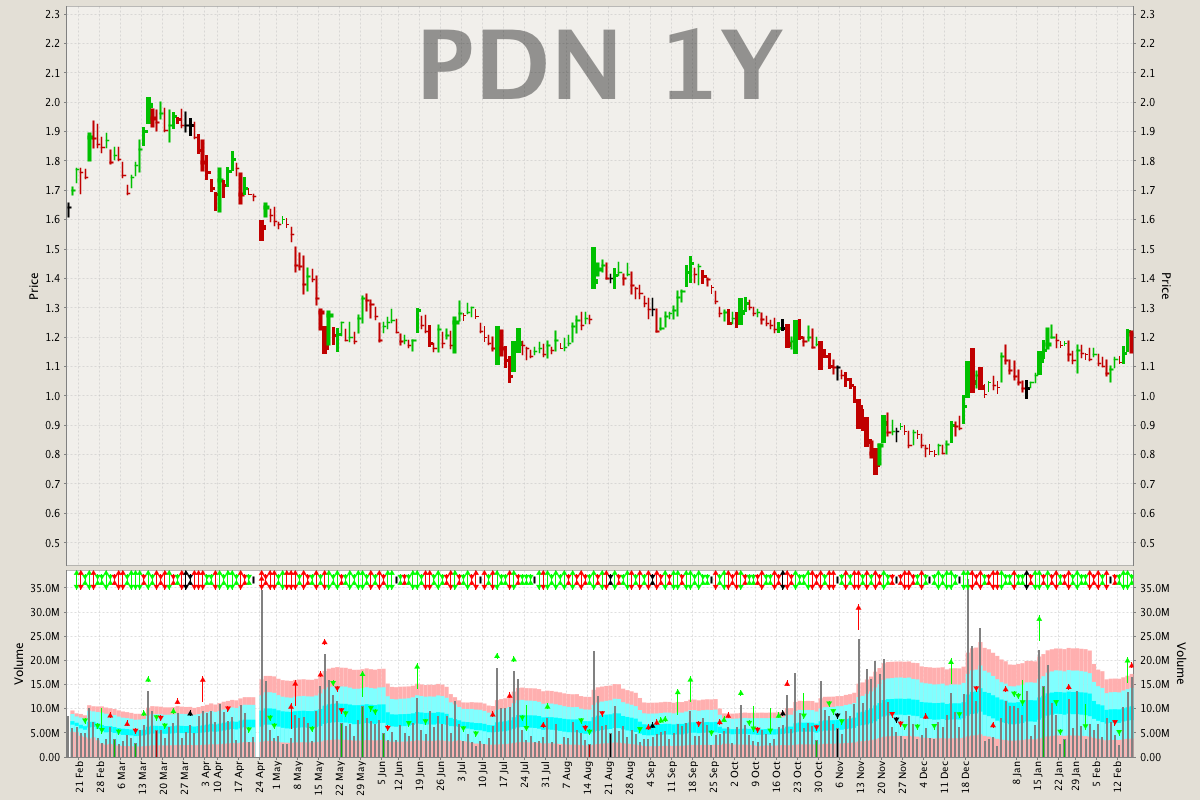 PDN 1Y
2.3 2.3
2.2 2.2
2.1 2.1
2.0 2.0
1.9 1.9
1.8 1.8
1.7 1.7
1.6 1.6
1.5 1.5
1.4 1.4
1.3 1.3
1.2 1.2
1.1 1.1
1.0 1.0
0.9 0.9
0.8 0.8
0.7 0.7
0.6 0.6
0.5 0.5
Price
Price
35.0M 35.0M
30.0M 30.0M
25.0M 25.0M
20.0M 20.0M
15.0M 15.0M
10.0M 10.0M
5.00M 5.00M
0.00 0.00
Volume
Volume
21 Feb
28 Feb
6 Mar
13 Mar
20 Mar
27 Mar
3 Apr
10 Apr
17 Apr
24 Apr
1 May
8 May
15 May
22 May
29 May
5 Jun
12 Jun
19 Jun
26 Jun
3 Jul
10 Jul
17 Jul
24 Jul
31 Jul
7 Aug
14 Aug
21 Aug
28 Aug
4 Sep
11 Sep
18 Sep
25 Sep
2 Oct
9 Oct
16 Oct
23 Oct
30 Oct
6 Nov
13 Nov
20 Nov
27 Nov
4 Dec
11 Dec
18 Dec
8 Jan
15 Jan
22 Jan
29 Jan
5 Feb
12 Feb